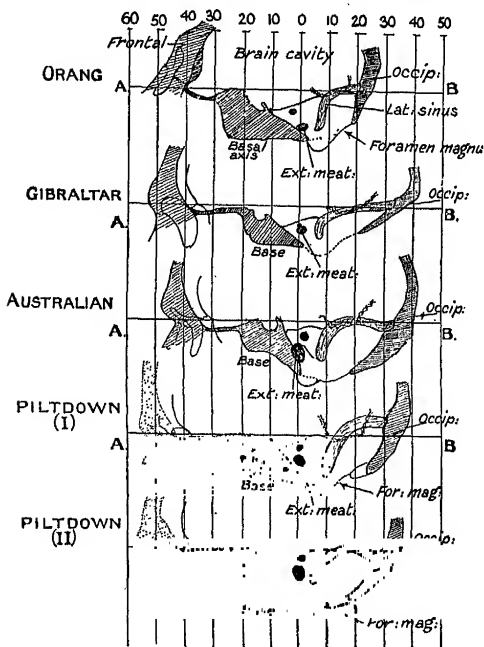 60 50 40 30 20 10 0 10 20 30 40 50
Frontal
Brain cavity
ORANG
A.
Occip:
B
Lat: sinus
Basal axis
Foramen magnu
Ext: meat:
GIBRALTAR
Occip:
A.
B.
Base
Ext: meat:
AUSTRALIAN
Occip:
A.
B.
Base
Ext: meat:
PILTDOWN
(I)
Occip:
A
B
Base
For: mag:
Ext: meat:
PILTDOWN
(II)
Occip:
For: mag: